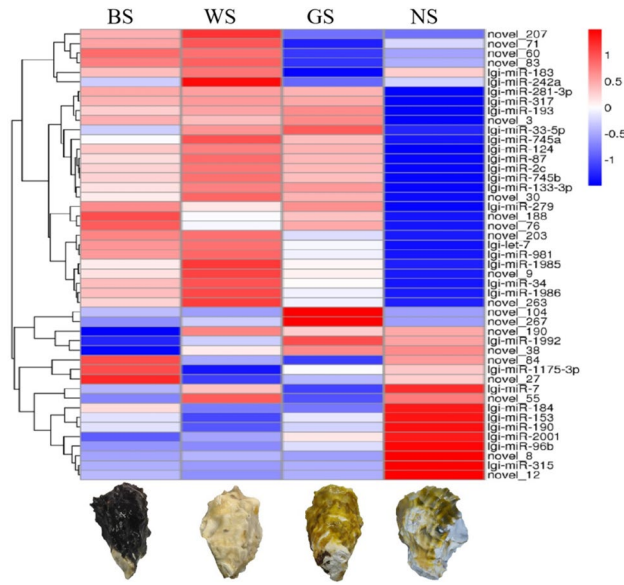 BS WS GS NS
novel_207
novel_71
novel_60
novel_83
lgi-miR-183
lgi-miR-242a
lgi-miR-281-3p
lgi-miR-317
lgi-miR-193
novel_3
lgi-miR-33-5p
lgi-miR-745a
lgi-miR-124
lgi-miR-87
lgi-miR-2c
lgi-miR-745b
lgi-miR-133-3p
novel_30
lgi-miR-279
novel_188
novel_76
novel_203
lgi-let-7
lgi-miR-981
lgi-miR-1985
novel_9
lgi-miR-34
lgi-miR-1986
novel_263
novel_104
novel_267
novel_190
lgi-miR-1992
novel_38
novel_84
lgi-miR-1175-3p
novel_27
lgi-miR-7
novel_55
lgi-miR-184
lgi-miR-153
lgi-miR-190
lgi-miR-2001
lgi-miR-96b
novel_8
lgi-miR-315
novel_12
1
0
-1